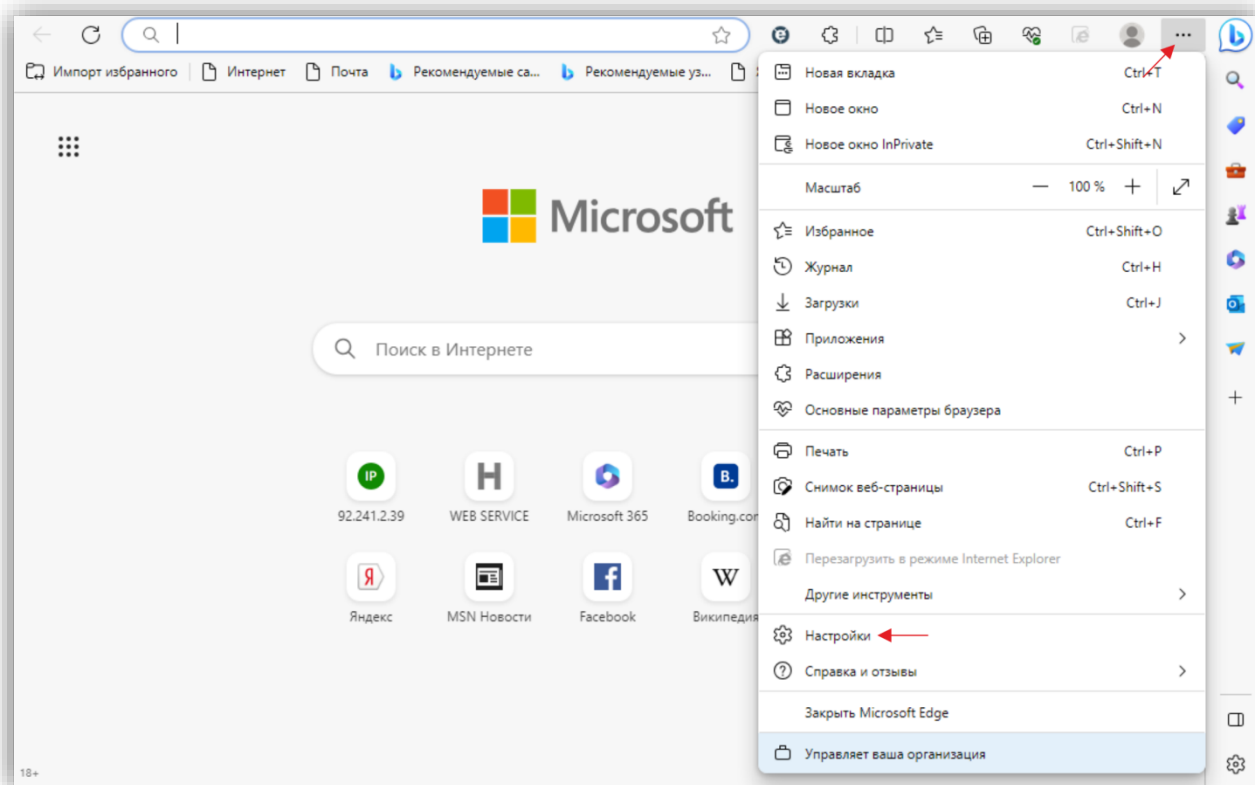 Импорт избранного Интернет Почта Рекомендуемые са... Рекомендуемые уз...
Microsoft
Поиск в Интернете
IP H B.
92.241.2.39 WEB SERVICE Microsoft 365 Booking.cor
Я f W
Яндекс MSN Новости Facebook Википедия
18+
Новая вкладка Ctrl+T
Новое окно Ctrl+N
Новое окно InPrivate Ctrl+Shift+N
Масштаб — 100 % +
Избранное Ctrl+Shift+O
Журнал Ctrl+H
Загрузки Ctrl+J
Приложения
Расширения
Основные параметры браузера
Печать Ctrl+P
Снимок веб-страницы Ctrl+Shift+S
Найти на странице Ctrl+F
Перезагрузить в режиме Internet Explorer
Другие инструменты
Настройки
Справка и отзывы
Закрыть Microsoft Edge
Управляет ваша организация